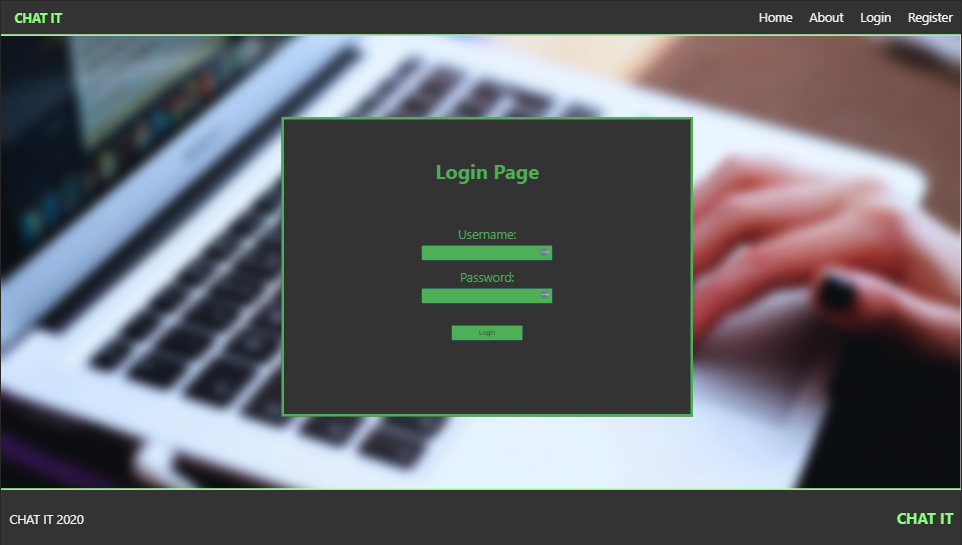 CHAT IT
Home About Login Register
Login Page
Username:
Password:
Login
CHAT IT 2020
CHAT IT